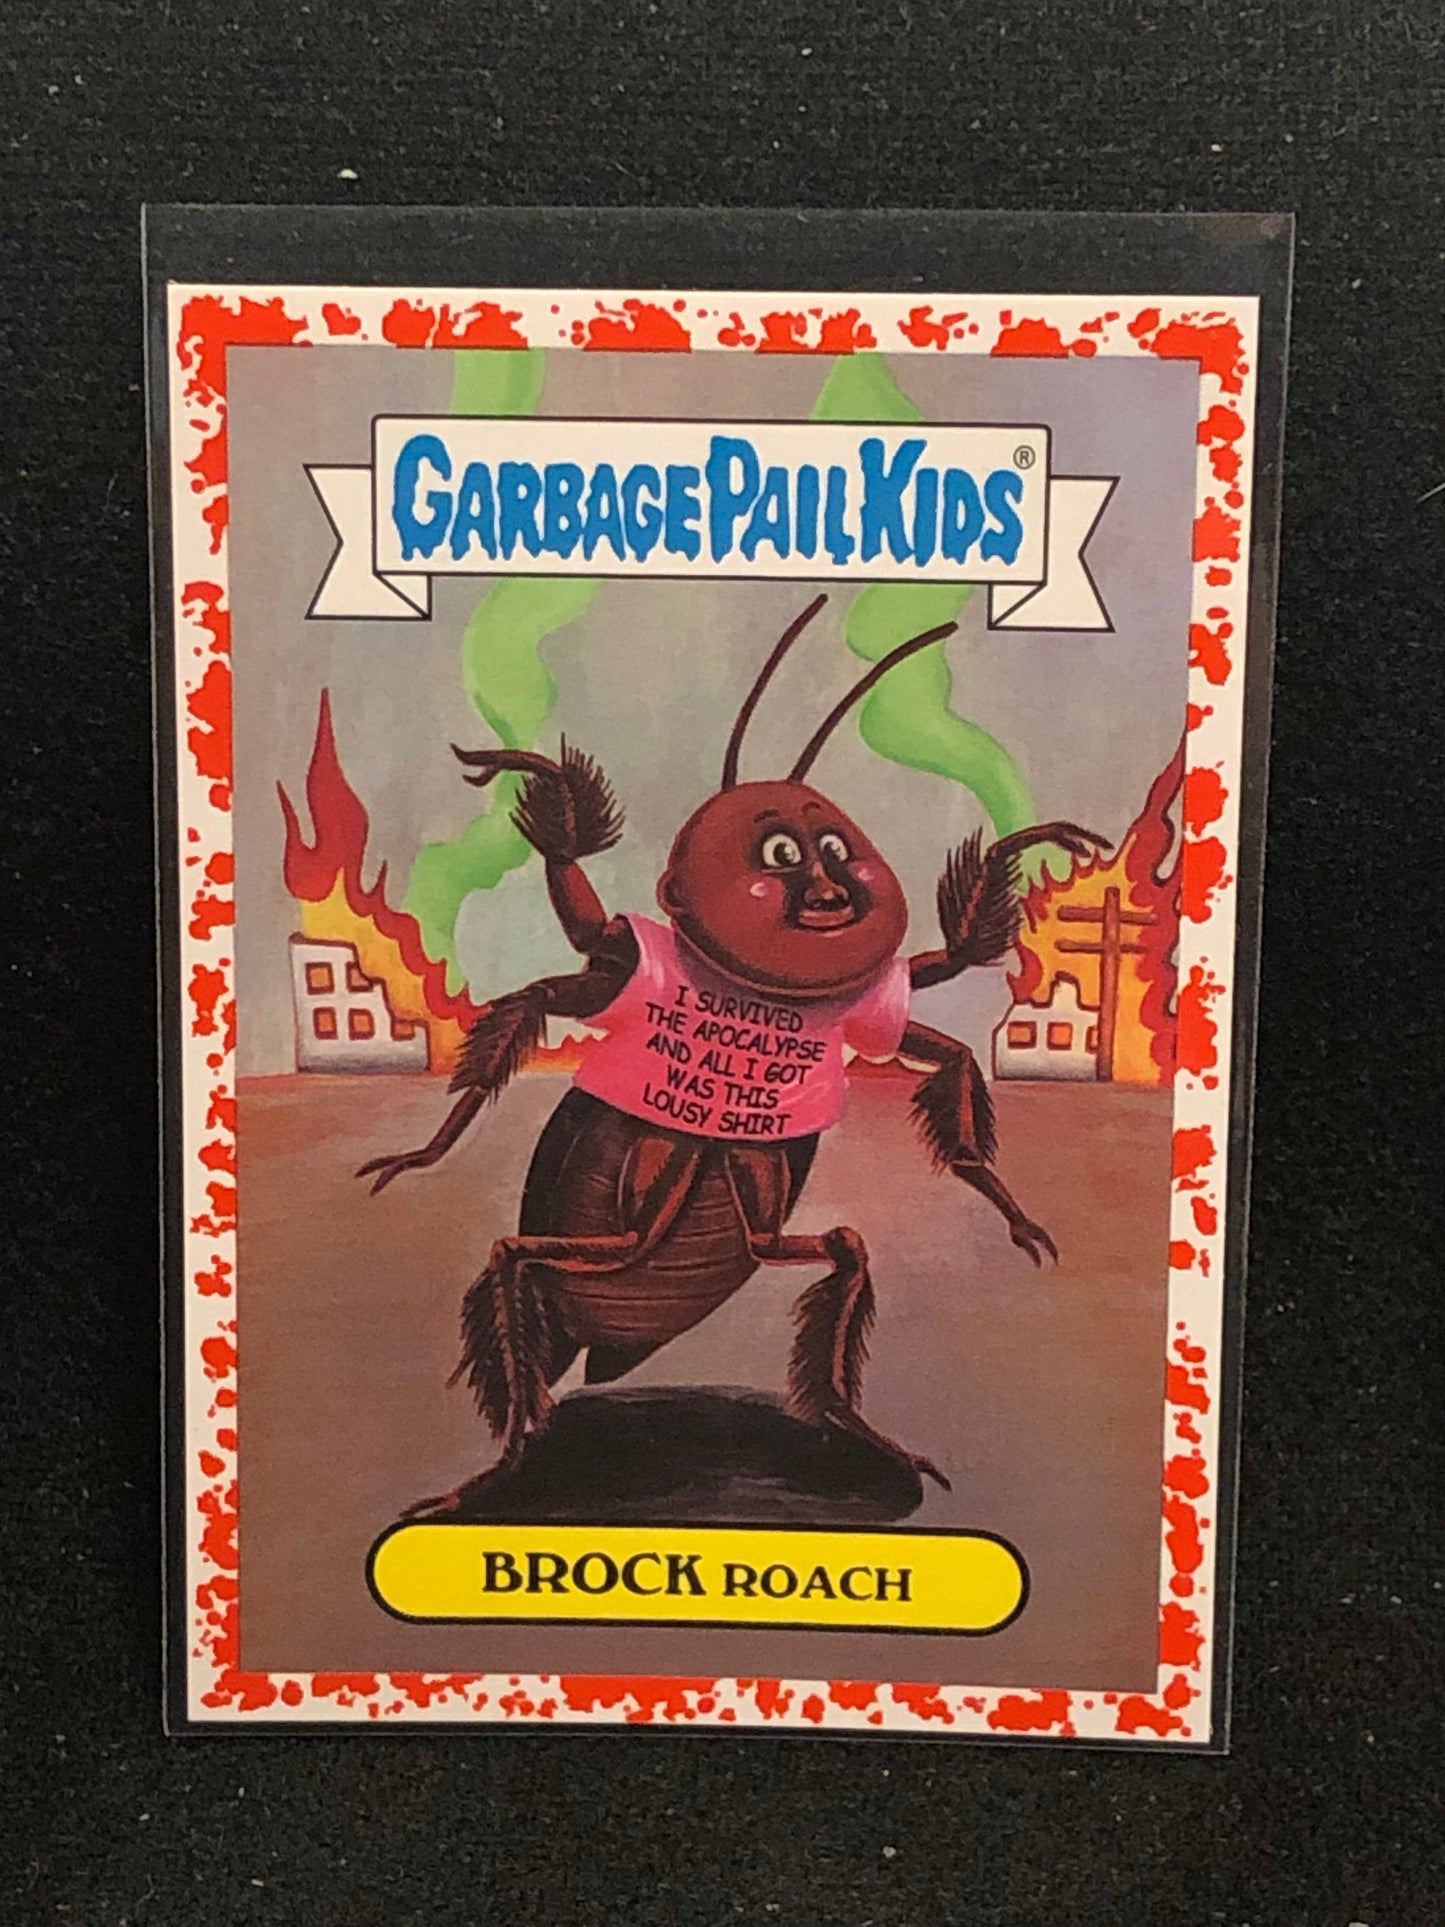 GARBAGE PAIL KIDS®
I SURVIVED
THE APOCALYPSE
AND ALL I GOT
WAS THIS
LOUSY SHIRT
BROCK ROACH